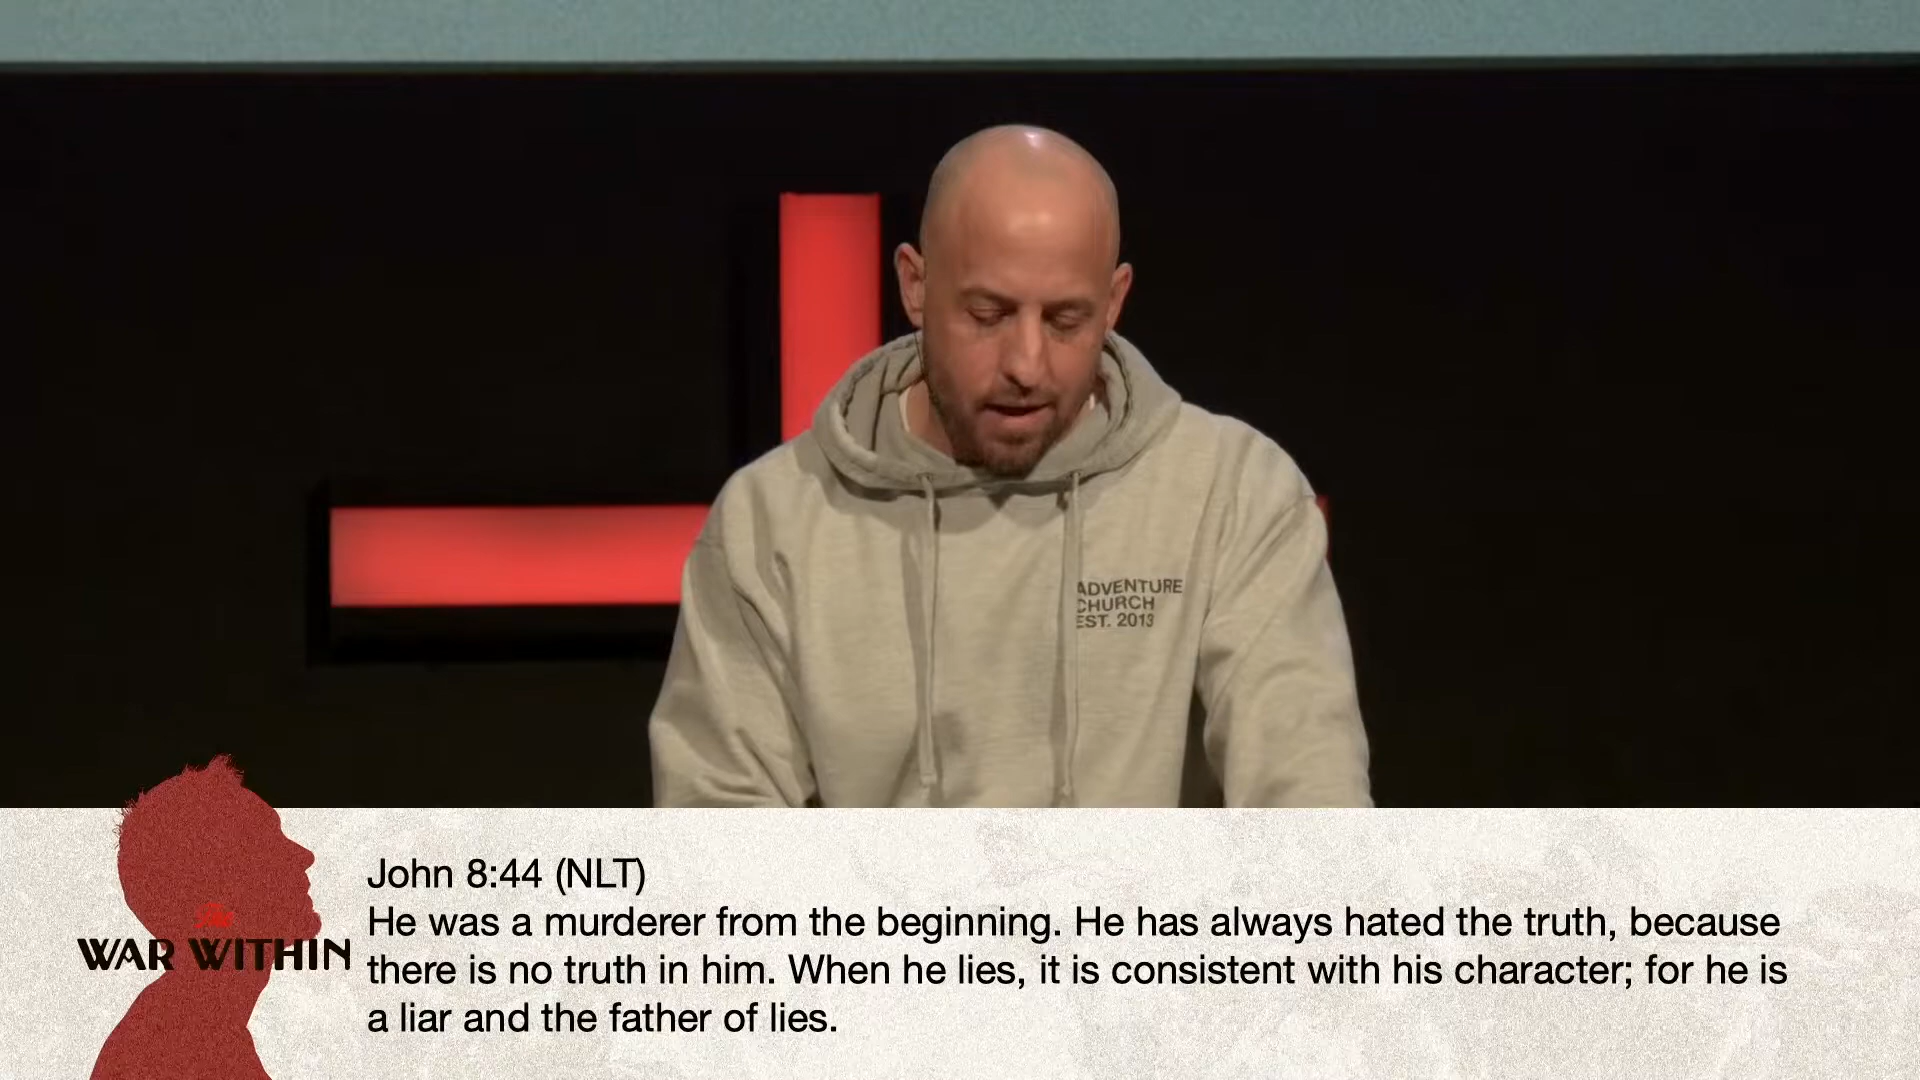 ADVENTURE
CHURCH
EST. 2013
The
WAR WITHIN
John 8:44 (NLT)
He was a murderer from the beginning. He has always hated the truth, because
there is no truth in him. When he lies, it is consistent with his character; for he is
a liar and the father of lies.